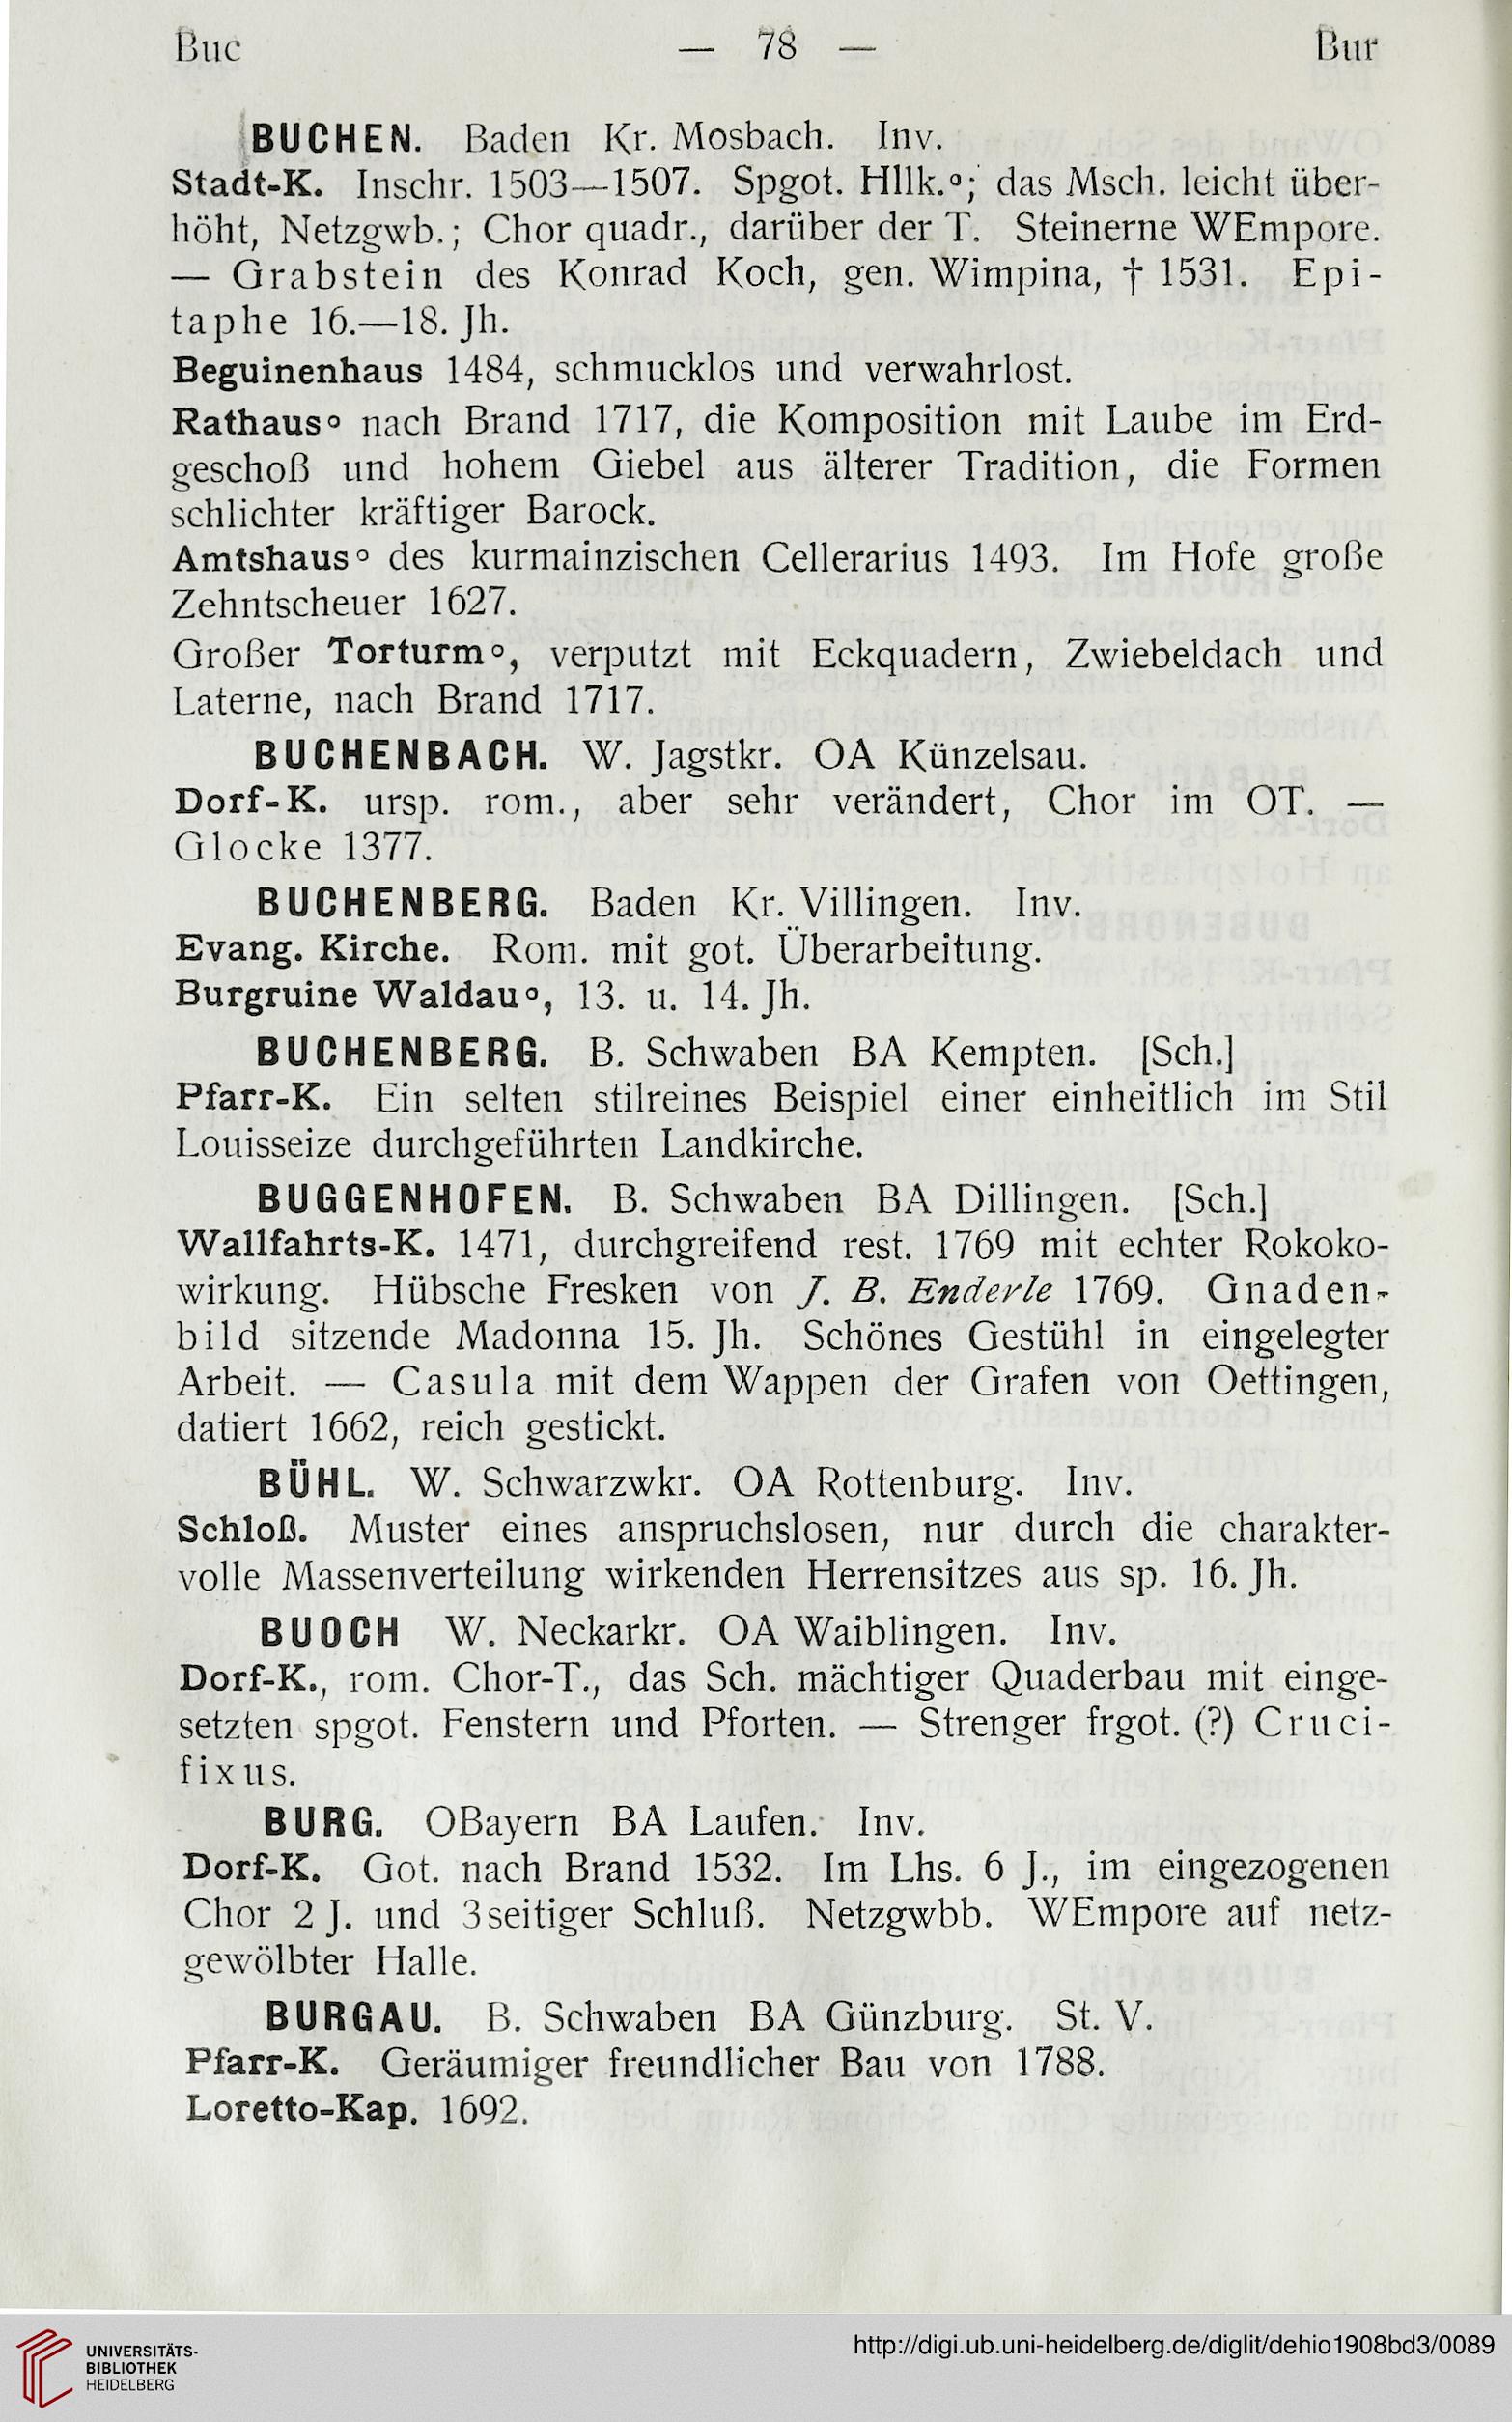 Buc — 78 — Bur
BUCHEN. Baden Kr. Mosbach. Inv.
Stadt-K. Inschr. 1503—1507. Spgot. Hllk.°; das Msch. leicht über-
höht, Netzgwb.; Chor quadr., darüber der T. Steinerne WEmpore.
— Grabstein des Konrad Koch, gen. Wimpina, † 1531. Epi-
taphe 16.—18. Jh.
Beguinenhaus 1484, schmucklos und verwahrlost.
Rathaus° nach Brand 1717, die Komposition mit Laube im Erd-
geschoß und hohem Giebel aus älterer Tradition, die Formen
schlichter kräftiger Barock.
Amtshaus° des kurmainzischen Cellerarius 1493. Im Hofe große
Zehntscheuer 1627.
Großer Torturm°, verputzt mit Eckquadern, Zwiebeldach und
Laterne, nach Brand 1717.
BUCHENBACH. W. Jagstkr. OA Künzelsau.
Dorf-K. ursp. rom., aber sehr verändert, Chor im OT. —
Glocke 1377.
BUCHENBERG. Baden Kr. Villingen. Inv.
Evang. Kirche. Rom. mit got. Überarbeitung.
Burgruine Waldau°, 13. u. 14. Jh.
BUCHENBERG. B. Schwaben BA Kempten. [Sch.]
Pfarr-K. Ein selten stilreines Beispiel einer einheitlich im Stil
Louisseize durchgeführten Landkirche.
BUGGENHOFEN. B. Schwaben BA Dillingen. [Sch.]
Wallfahrts-K. 1471, durchgreifend rest. 1769 mit echter Rokoko-
wirkung. Hübsche Fresken von J. B. Enderle 1769. Gnaden-
bild sitzende Madonna 15. Jh. Schönes Gestühl in eingelegter
Arbeit. — Casula mit dem Wappen der Grafen von Oettingen,
datiert 1662, reich gestickt.
BÜHL. W. Schwarzwkr. OA Rottenburg. Inv.
Schloß. Muster eines anspruchslosen, nur durch die charakter-
volle Massenverteilung wirkenden Herrensitzes aus sp. 16. Jh.
BUOCH W. Neckarkr. OA Waiblingen. Inv.
Dorf-K., rom. Chor-T., das Sch. mächtiger Quaderbau mit einge-
setzten spgot. Fenstern und Pforten. — Strenger frgot. (?) Cruci-
fixus.
BURG. OBayern BA Laufen. Inv.
Dorf-K. Got. nach Brand 1532. Im Lhs. 6 J., im eingezogenen
Chor 2 J. und 3seitiger Schluß. Netzgwbb. WEmpore auf netz-
gewölbter Halle.
BURGAU. B. Schwaben BA Günzburg. St. V.
Pfarr-K. Geräumiger freundlicher Bau von 1788.
Loretto-Kap. 1692.
UNIVERSITÄTS-
BIBLIOTHEK
HEIDELBERG
http://digi.ub.uni-heidelberg.de/diglit/dehio1908bd3/0089